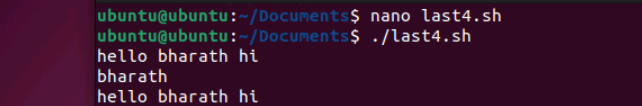 ubuntu@ubuntu:~/Documents$ nano last4.sh
ubuntu@ubuntu:~/Documents$ ./last4.sh
hello bharath hi
bharath
hello bharath hi